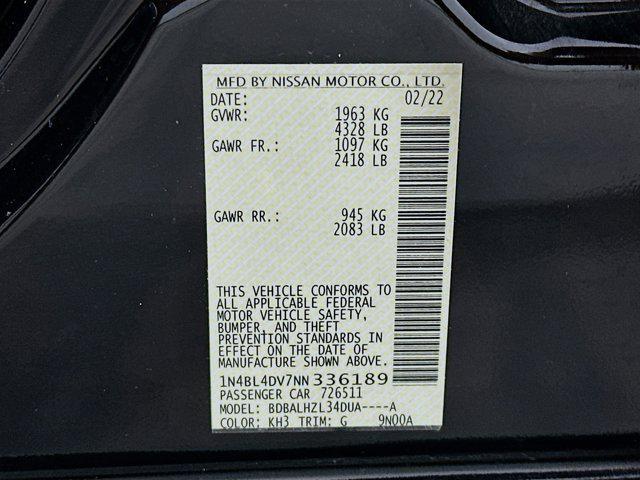 MFD BY NISSAN MOTOR CO., LTD.
DATE: 02/22
GVWR: 1963 KG
4328 LB
GAWR FR.: 1097 KG
2418 LB
GAWR RR.: 945 KG
2083 LB
THIS VEHICLE CONFORMS TO
ALL APPLICABLE FEDERAL
MOTOR VEHICLE SAFETY,
BUMPER, AND THEFT
PREVENTION STANDARDS IN
EFFECT ON THE DATE OF
MANUFACTURE SHOWN ABOVE.
1N4BL4DV7NN336189
PASSENGER CAR 726511
MODEL: BDBALHZL34DUA----A
COLOR: KH3 TRIM: G 9N00A